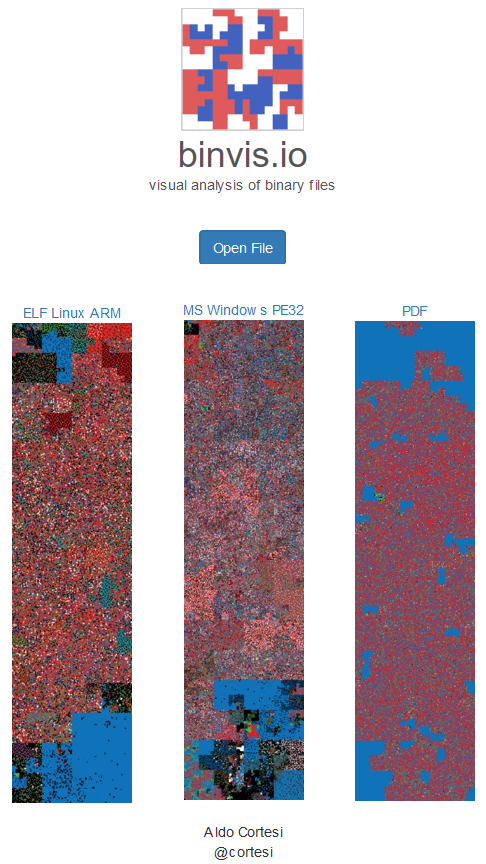 binvis.io
visual analysis of binary files
Open File
ELF Linux ARM
MS Windows PE32
PDF
Aldo Cortesi
@cortesi